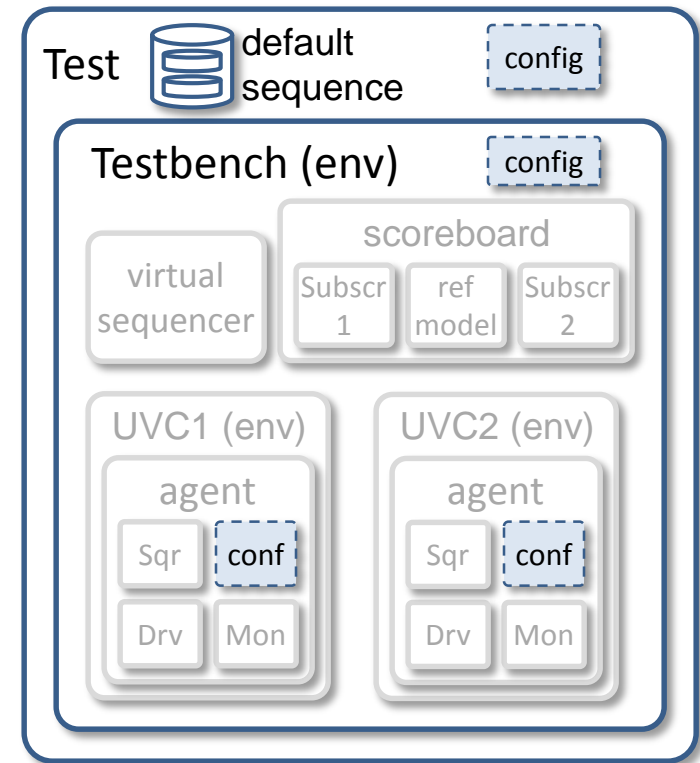 Test
default
sequence
config
Testbench (env)
config
virtual
sequencer
scoreboard
Subscr
1
ref
model
Subscr
2
UVC1 (env)
agent
Sqr
conf
Drv
Mon
UVC2 (env)
agent
Sqr
conf
Drv
Mon